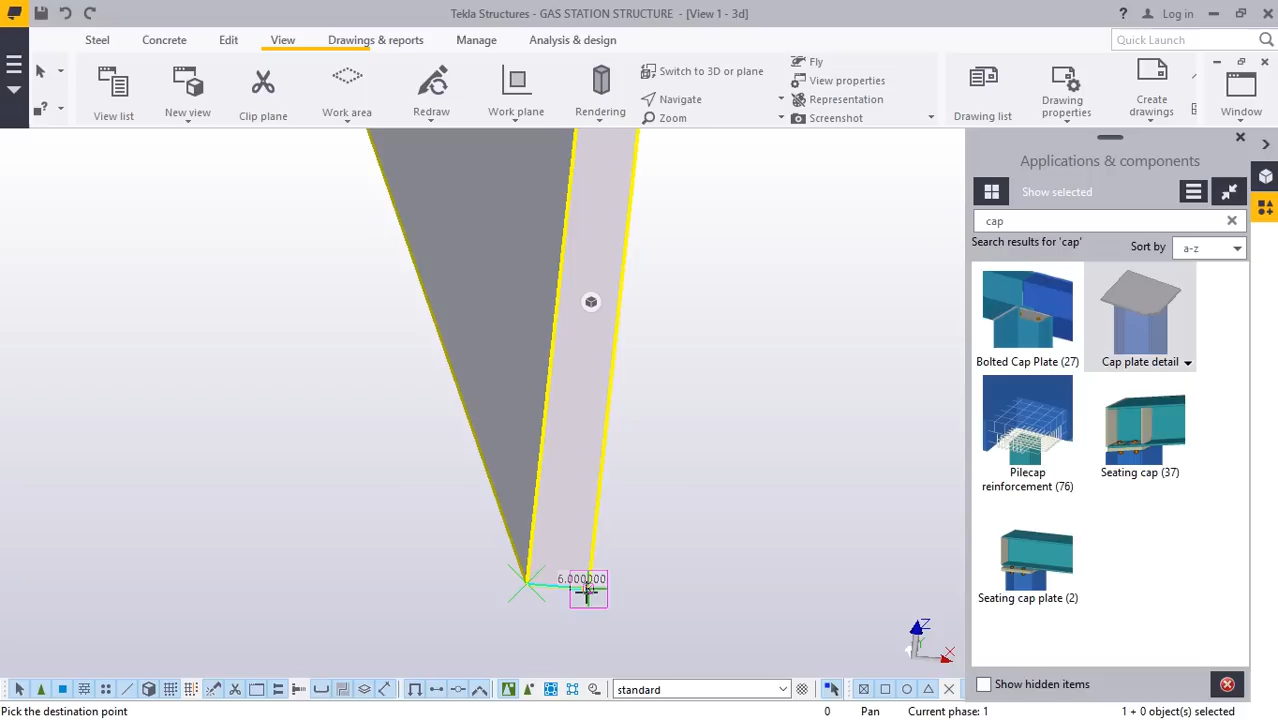 Tekla Structures - GAS STATION STRUCTURE - [View 1 - 3d]
? Log in
Steel Concrete Edit View Drawings & reports Manage Analysis & design
Quick Launch
View list
New view
Clip plane
Work area
Redraw
Work plane
Rendering
Switch to 3D or plane
Navigate
Zoom
Fly
View properties
Representation
Screenshot
Drawing list
Drawing
properties
Create
drawings
Window
Applications & components
Show selected
cap
Search results for 'cap'
Sort by
a-z
Bolted Cap Plate (27)
Cap plate detail
Pilecap
reinforcement (76)
Seating cap (37)
Seating cap plate (2)
6.000000
Z
X
Y
Show hidden items
standard
Pick the destination point
0
Pan
Current phase: 1
1 + 0 object(s) selected